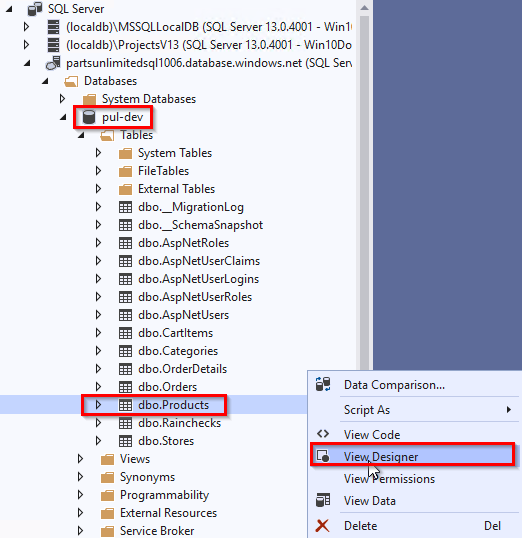 SQL Server
(localdb)\MSSQLLocalDB (SQL Server 13.0.4001 - Win10Do
(localdb)\ProjectsV13 (SQL Server 13.0.4001 - Win10Do
partsunlimitedsql1006.database.windows.net (SQL Serve
Databases
System Databases
pul-dev
Tables
System Tables
FileTables
External Tables
dbo.__MigrationLog
dbo.__SchemaSnapshot
dbo.AspNetRoles
dbo.AspNetUserClaims
dbo.AspNetUserLogins
dbo.AspNetUserRoles
dbo.AspNetUsers
dbo.CartItems
dbo.Categories
dbo.OrderDetails
dbo.Orders
dbo.Products
dbo.Rainchecks
dbo.Stores
Views
Synonyms
Programmability
External Resources
Service Broker
Data Comparison...
Script As
View Code
View Designer
View Permissions
View Data
Delete Del